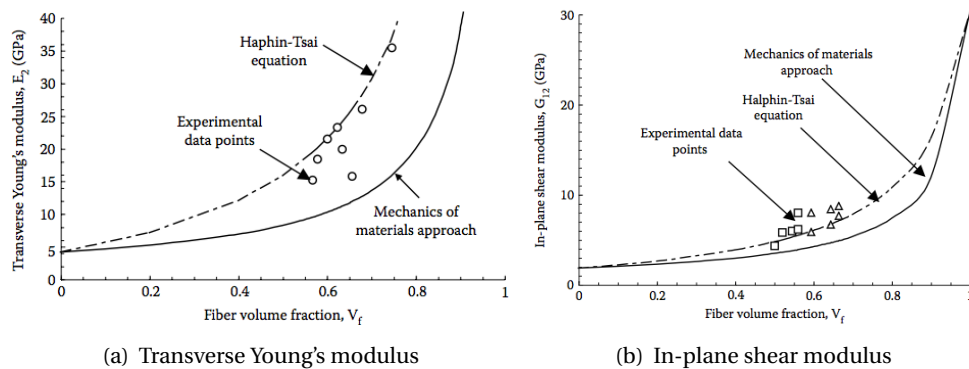 Transverse Young's modulus, E2 (GPa)
40
35
30
25
20
15
10
5
0
0
0.2
0.4
0.6
0.8
1
Fiber volume fraction, Vf
Haphin-Tsai
equation
Experimental
data points
Mechanics of
materials approach
(a) Transverse Young's modulus
In-plane shear modulus, G12 (GPa)
30
20
10
0
0
0.2
0.4
0.6
0.8
1
Fiber volume fraction, Vf
Mechanics of materials
approach
Halphin-Tsai
equation
Experimental data
points
(b) In-plane shear modulus